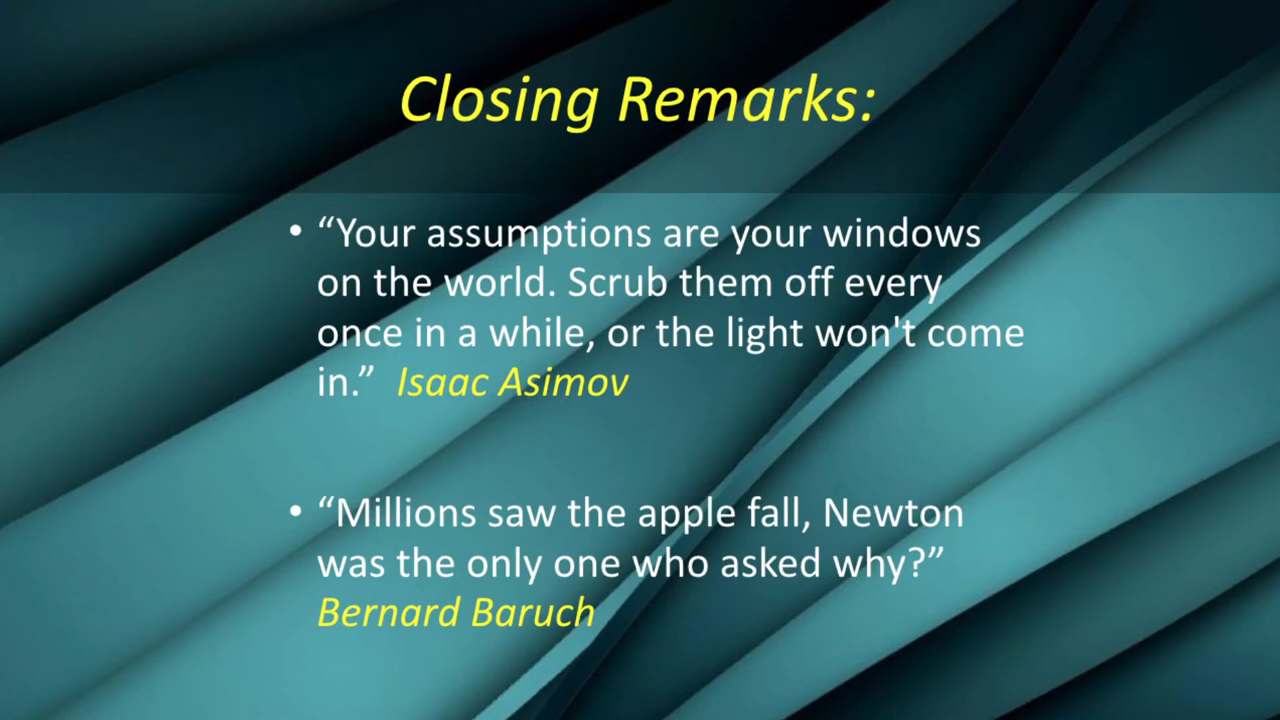 Closing Remarks:
• “Your assumptions are your windows
on the world. Scrub them off every
once in a while, or the light won't come
in.” Isaac Asimov
• “Millions saw the apple fall, Newton
was the only one who asked why?”
Bernard Baruch